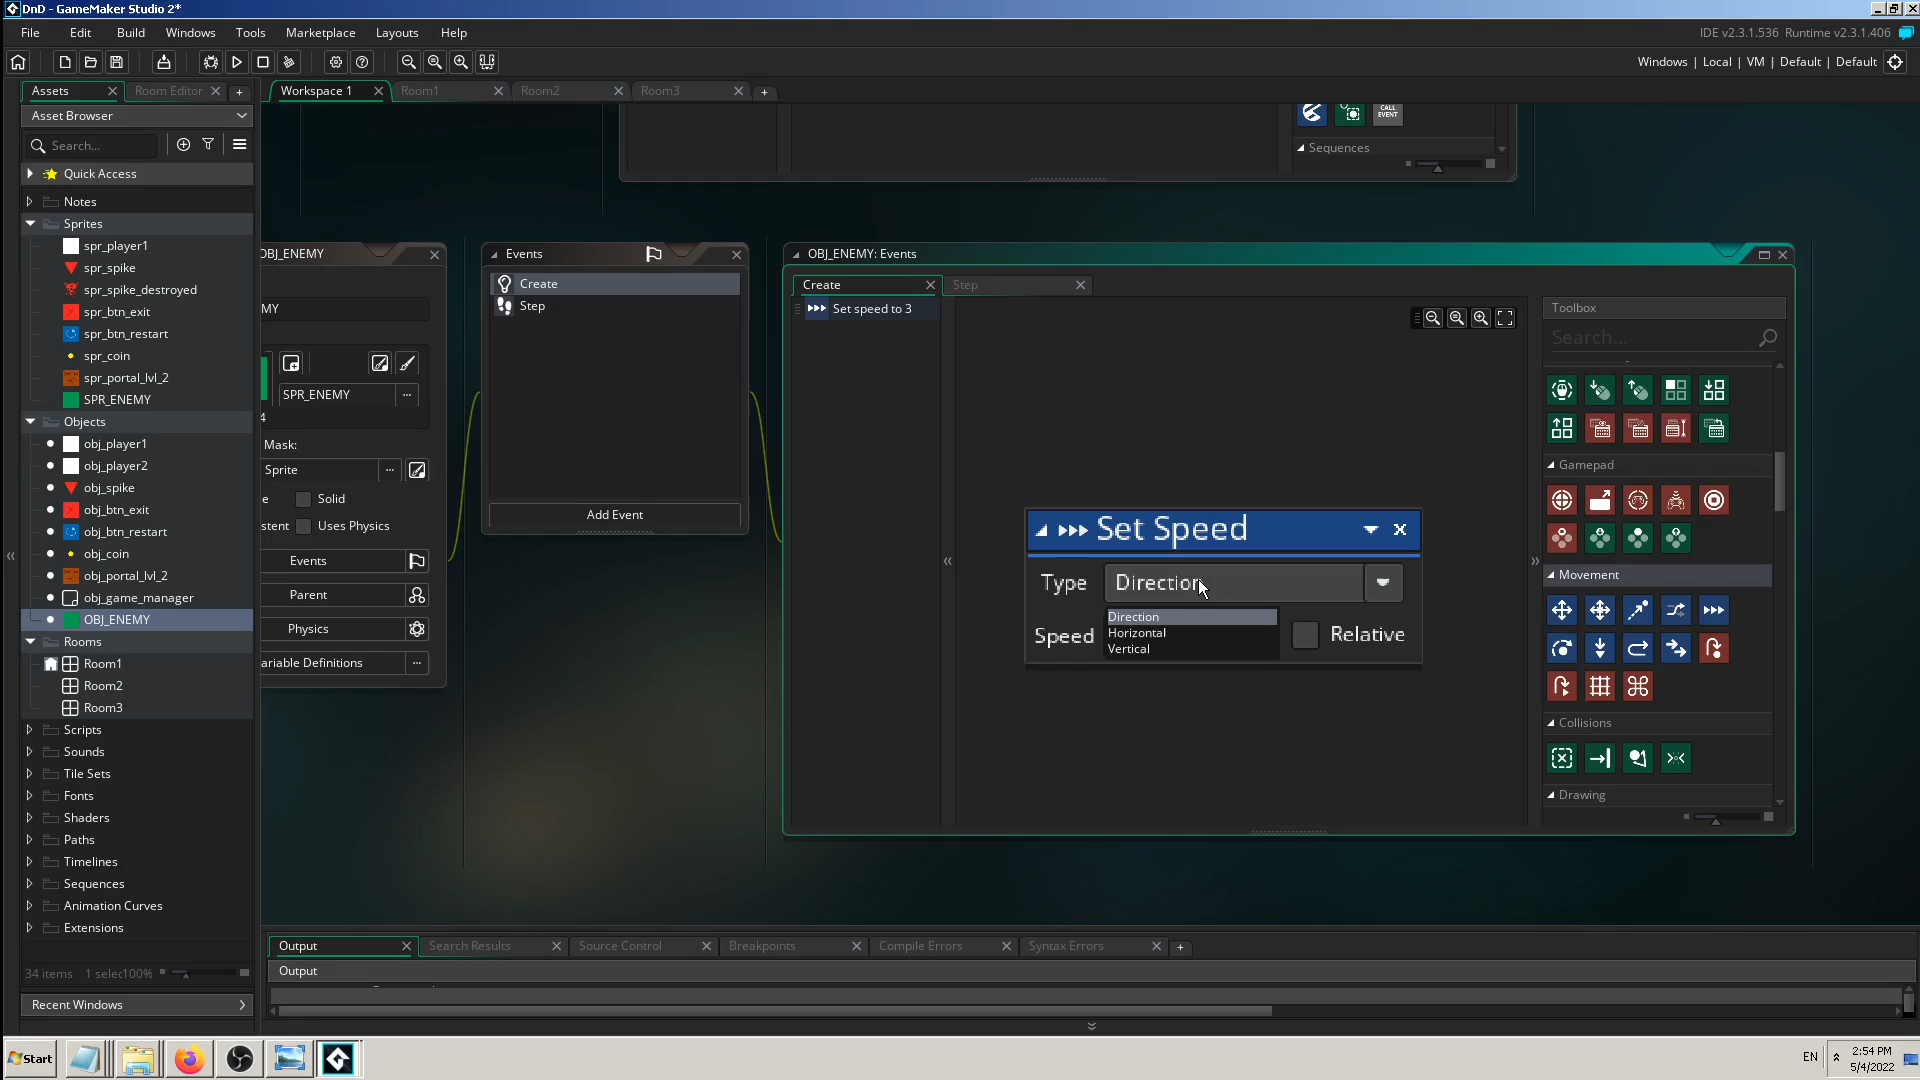 DnD - GameMaker Studio 2*
File Edit Build Windows Tools Marketplace Layouts Help
IDE v2.3.1.536 Runtime v2.3.1.406
Windows | Local | VM | Default | Default
Assets Room Editor
Workspace 1 Room1 Room2 Room3
Asset Browser
Search...
Quick Access
Notes
Sprites
spr_player1
spr_spike
spr_spike_destroyed
spr_btn_exit
spr_btn_restart
spr_coin
spr_portal_lvl_2
SPR_ENEMY
Objects
obj_player1
obj_player2
obj_spike
obj_btn_exit
obj_btn_restart
obj_coin
obj_portal_lvl_2
obj_game_manager
OBJ_ENEMY
Rooms
Room1
Room2
Room3
Scripts
Sounds
Tile Sets
Fonts
Shaders
Paths
Timelines
Sequences
Animation Curves
Extensions
34 items 1 selec100%
Recent Windows
CALL EVENT
Sequences
OBJ_ENEMY
MY
SPR_ENEMY
4
Mask:
Sprite
e Solid
stent Uses Physics
Events
Parent
Physics
ariable Definitions
Events
Create
Step
Add Event
OBJ_ENEMY: Events
Create Step
Set speed to 3
Set Speed
Type Direction
Direction
Horizontal
Vertical
Speed
Relative
Toolbox
Search...
Gamepad
Movement
Collisions
Drawing
Output Search Results Source Control Breakpoints Compile Errors Syntax Errors
Output
Start
EN
2:54 PM
5/4/2022